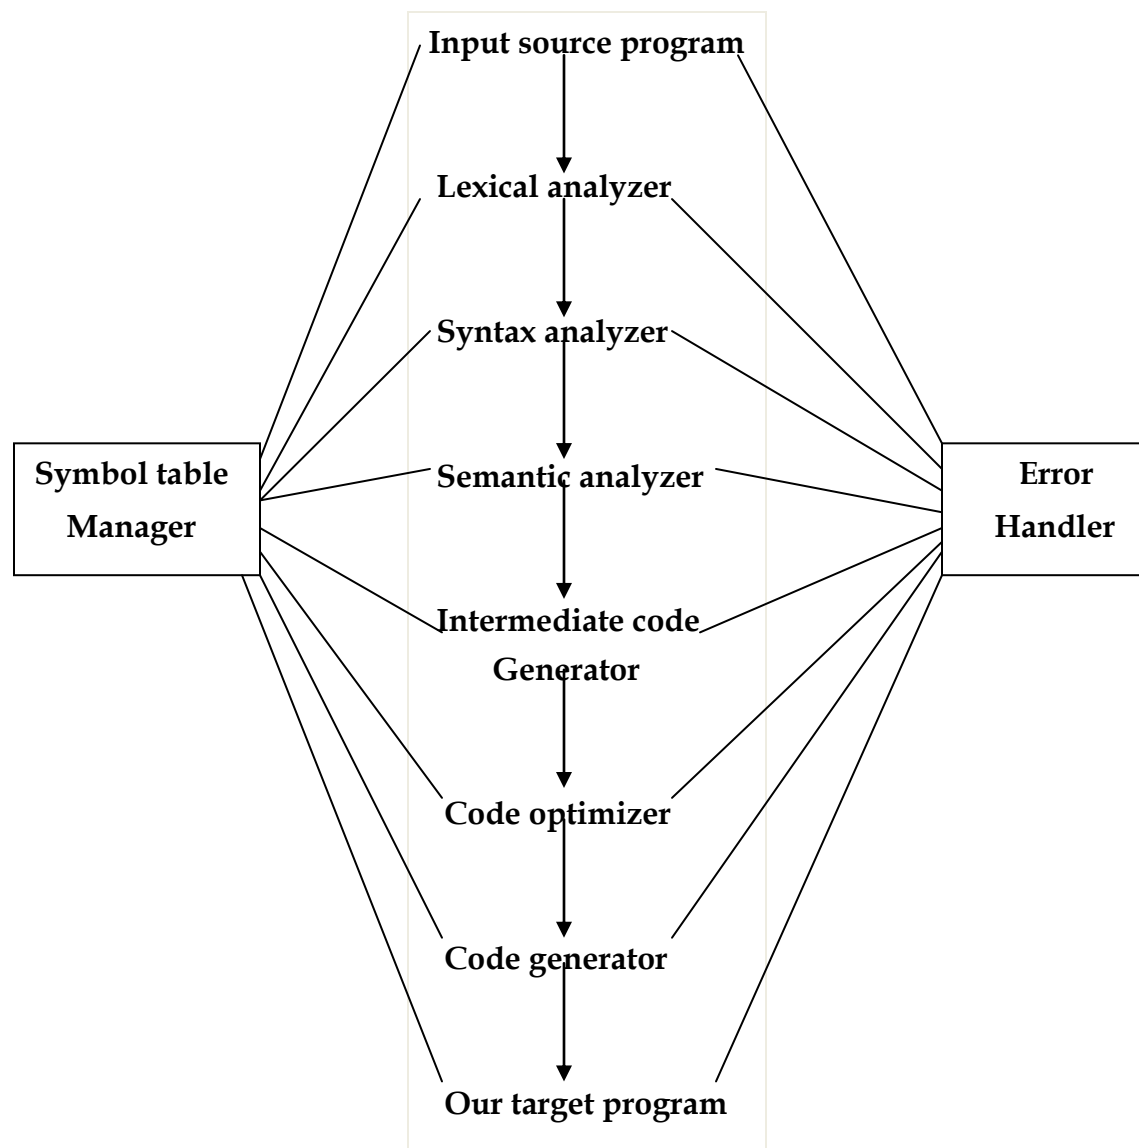 Input source program
Lexical analyzer
Syntax analyzer
Symbol table
Manager
Semantic analyzer
Error
Handler
Intermediate code
Generator
Code optimizer
Code generator
Our target program